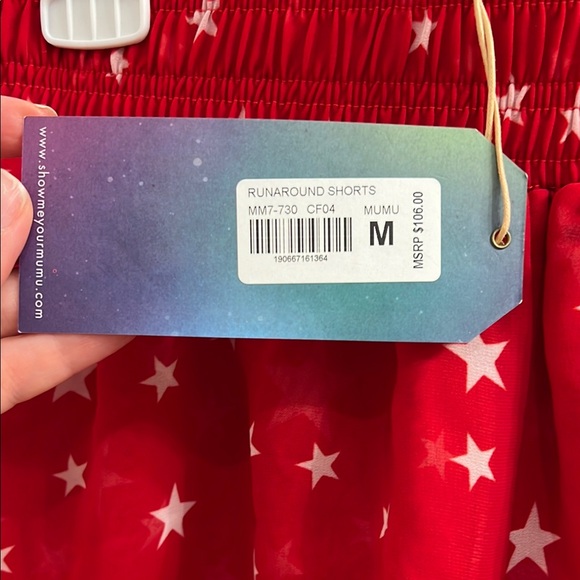 www.showmeyourmumu.com
RUNAROUND SHORTS
MM7-730 CF04 MUMU
M
190667161364
MSRP $106.00